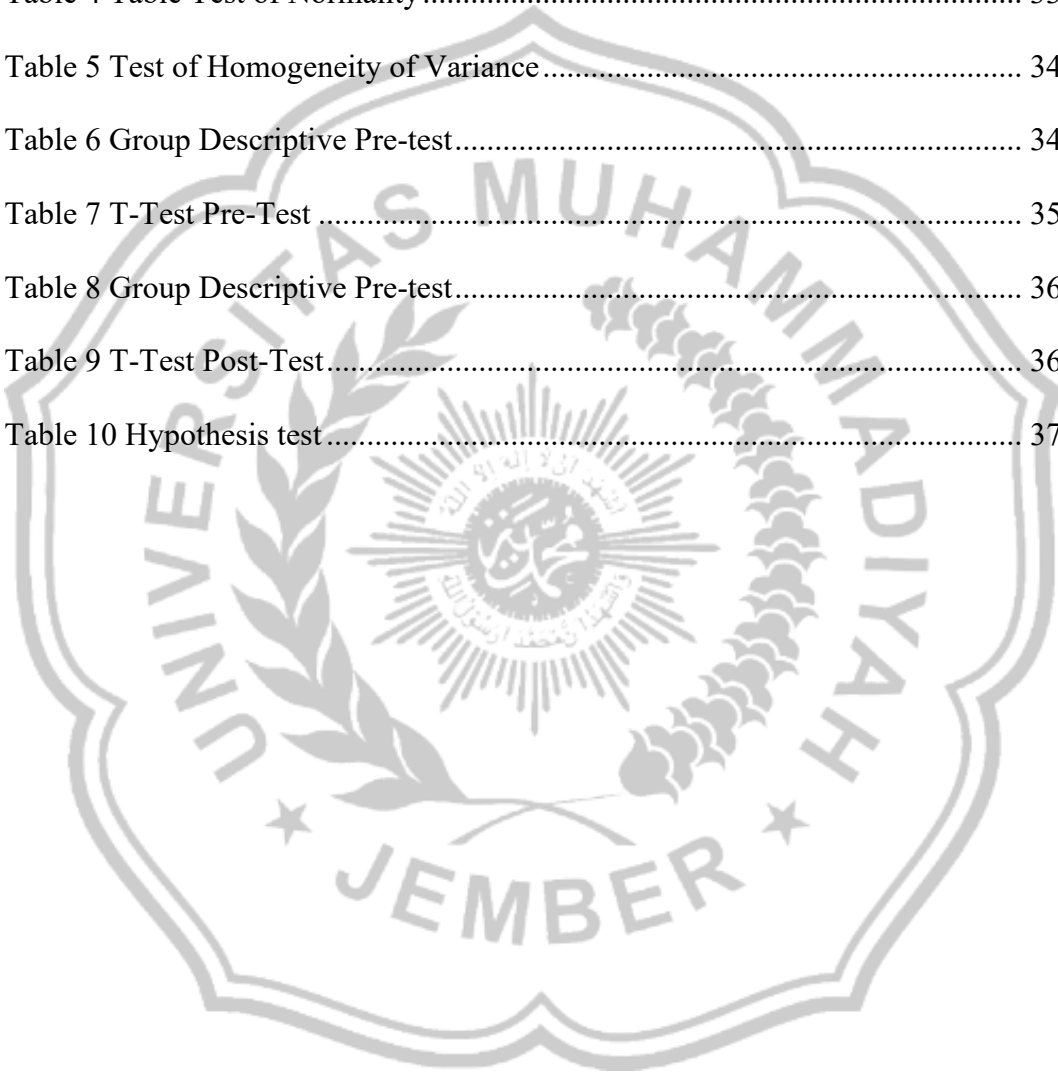 Table 5 Test of Homogeneity of Variance 34
Table 6 Group Descriptive Pre-test 34
Table 7 T-Test Pre-Test 35
Table 8 Group Descriptive Pre-test 36
Table 9 T-Test Post-Test 36
Table 10 Hypothesis test 37
UNIVERSITAS MUHAMMADIYAH
JEMBER